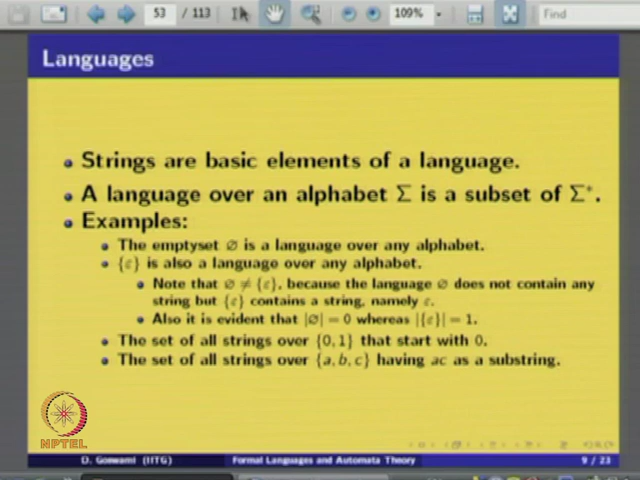 53 / 113
109%
Find
Languages
Strings are basic elements of a language.
A language over an alphabet Σ is a subset of Σ*.
Examples:
The emptyset ∅ is a language over any alphabet.
{ε} is also a language over any alphabet.
Note that ∅ ≠ {ε}, because the language ∅ does not contain any
string but {ε} contains a string, namely ε.
Also it is evident that |∅| = 0 whereas |{ε}| = 1.
The set of all strings over {0, 1} that start with 0.
The set of all strings over {a, b, c} having ac as a substring.
NPTEL
D. Goswami (IITG) Formal Languages and Automata Theory 9 / 23